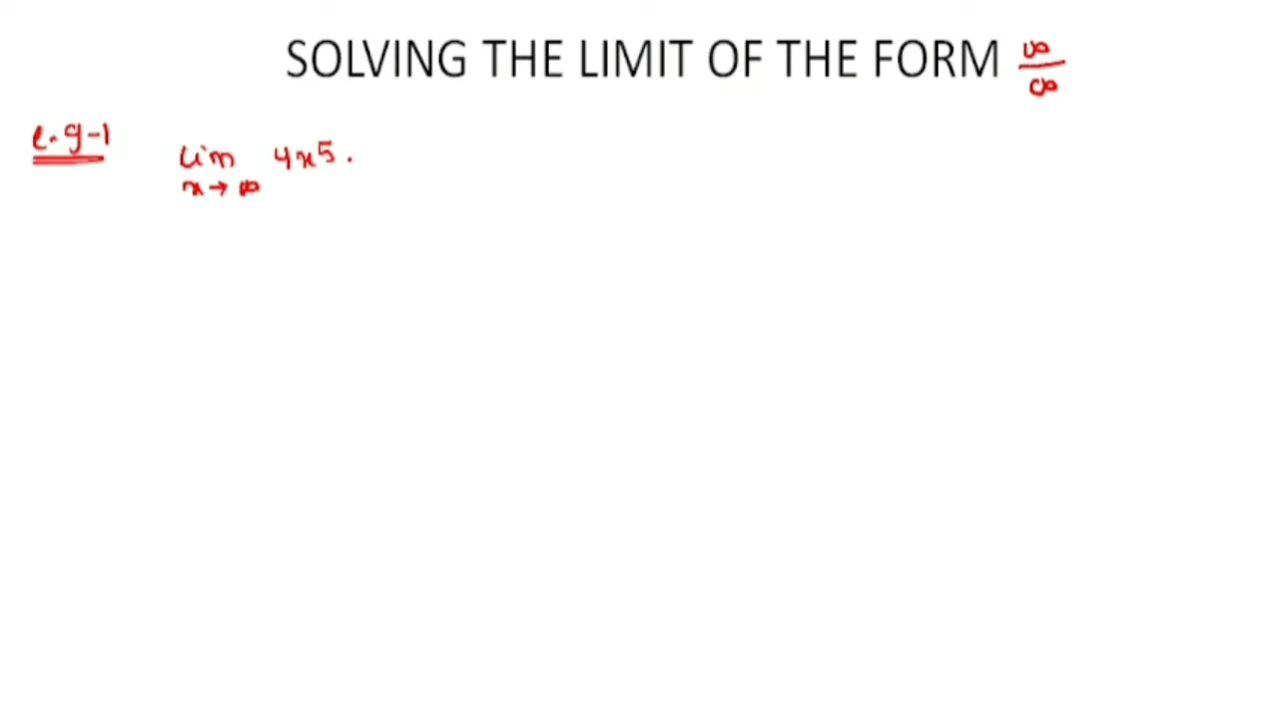 SOLVING THE LIMIT OF THE FORM ∞/∞
e.g-1 lim 4x5.
x→∞